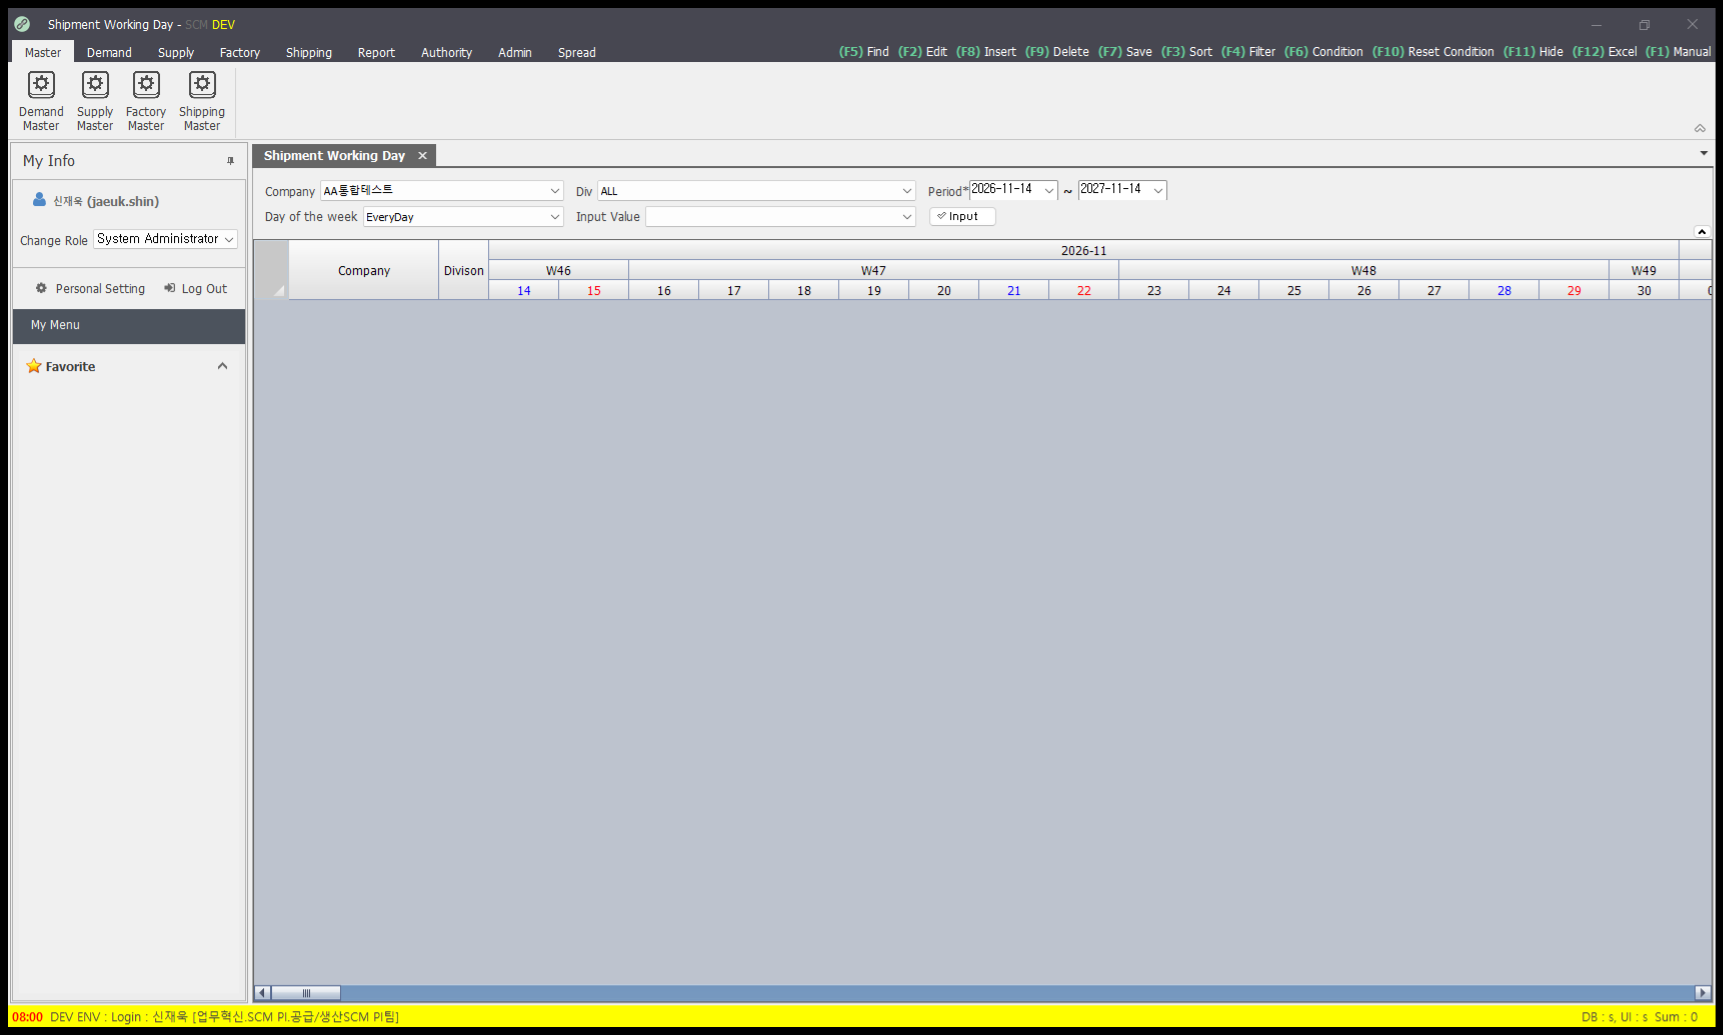 Shipment Working Day - SCM DEV
Master Demand Supply Factory Shipping Report Authority Admin Spread (F5) Find (F2) Edit (F8) Insert (F9) Delete (F7) Save (F3) Sort (F4) Filter (F6) Condition (F10) Reset Condition (F11) Hide (F12) Excel (F1) Manual
Demand Master Supply Master Factory Master Shipping Master
My Info
Shipment Working Day
신재욱 (jaeuk.shin)
Change Role System Administrator
Personal Setting Log Out
My Menu
Favorite
Company AA통합테스트 Div ALL Period* 2026-11-14 ~ 2027-11-14
Day of the week EveryDay Input Value Input
2026-11
Company Divison W46 W47 W48 W49
14 15 16 17 18 19 20 21 22 23 24 25 26 27 28 29 30
08:00 DEV ENV : Login : 신재욱 [업무혁신.SCM PI.공급/생산SCM PI팀] DB : s, UI : s Sum : 0